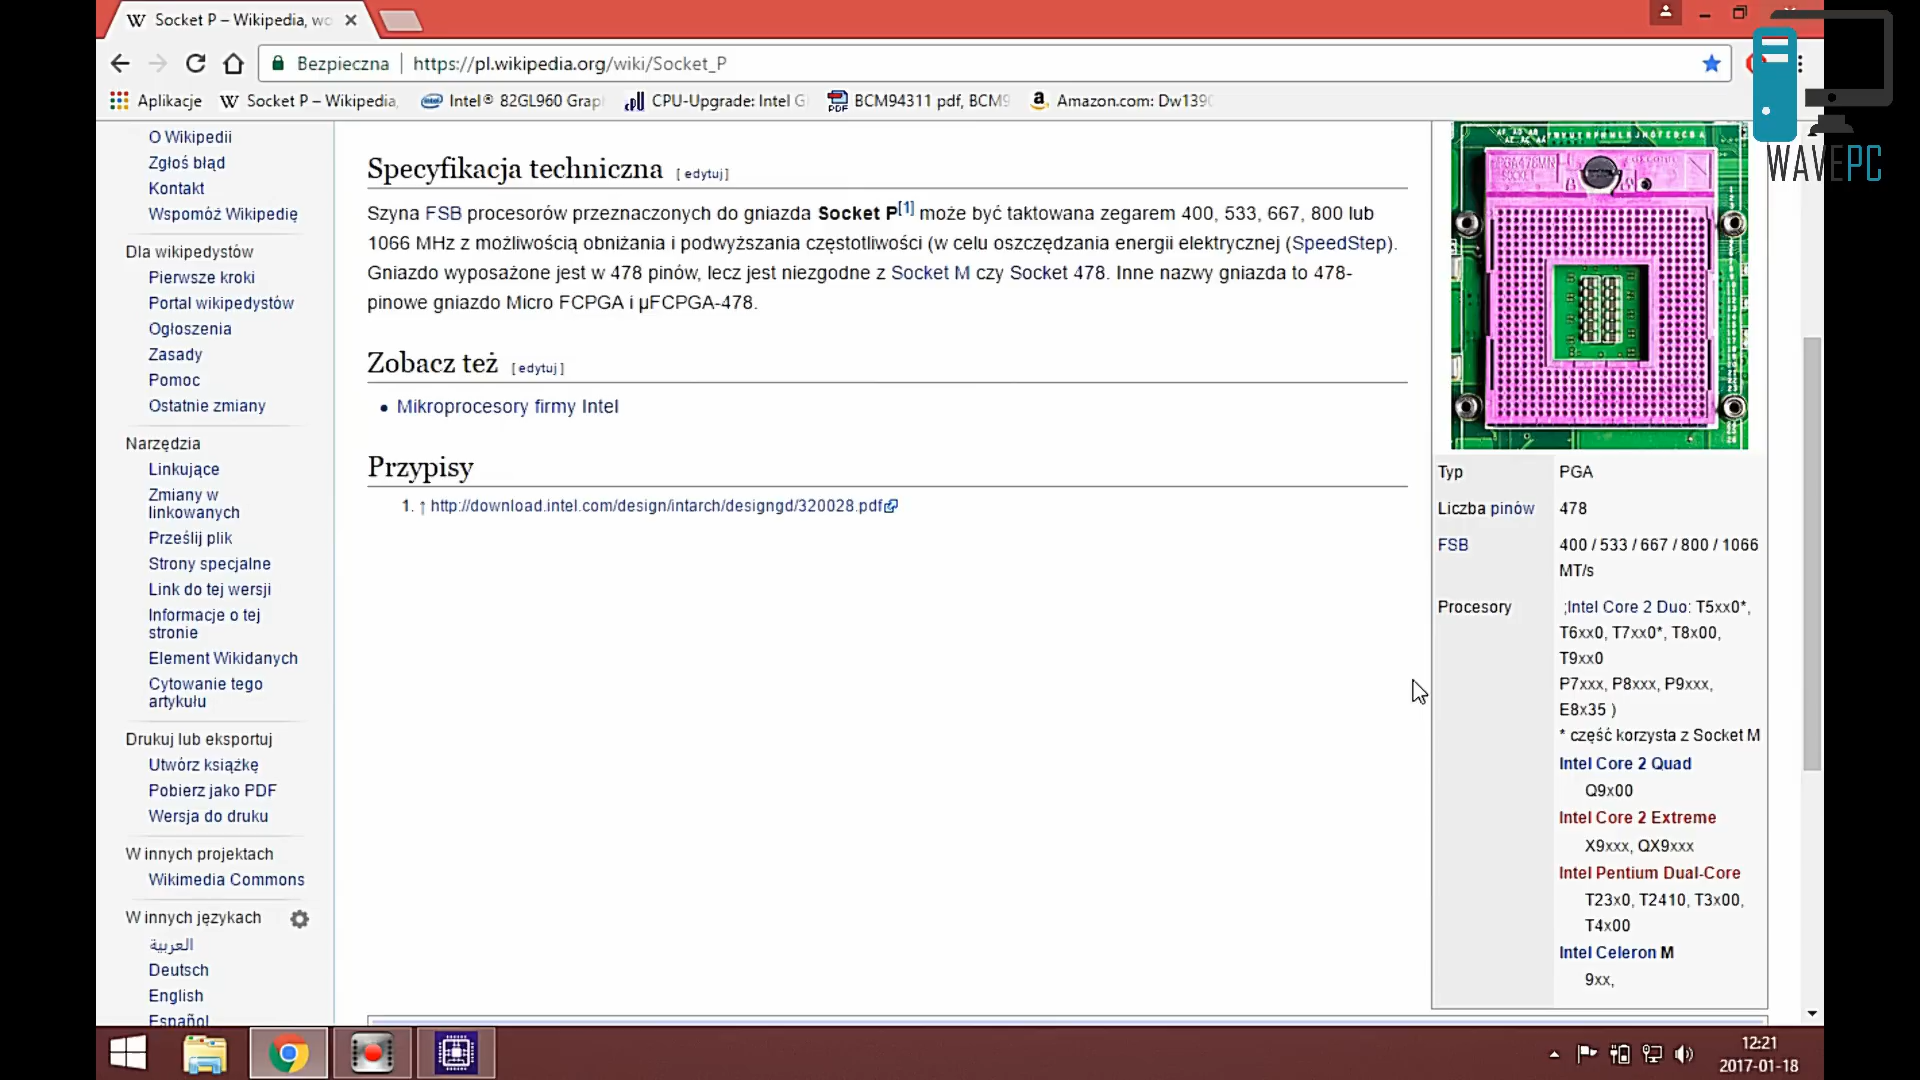 Socket P – Wikipedia, wo
Bezpieczna
https://pl.wikipedia.org/wiki/Socket_P
Aplikacje
Socket P – Wikipedia,
Intel® 82GL960 Grap
CPU-Upgrade: Intel G
BCM94311 pdf, BCM9
Amazon.com: Dw1390
WAVEPC
O Wikipedii
Zgłoś błąd
Kontakt
Wspomóż Wikipedię
Dla wikipedystów
Pierwsze kroki
Portal wikipedystów
Ogłoszenia
Zasady
Pomoc
Ostatnie zmiany
Narzędzia
Linkujące
Zmiany w
linkowanych
Prześlij plik
Strony specjalne
Link do tej wersji
Informacje o tej
stronie
Element Wikidanych
Cytowanie tego
artykułu
Drukuj lub eksportuj
Utwórz książkę
Pobierz jako PDF
Wersja do druku
W innych projektach
Wikimedia Commons
W innych językach
العربية
Deutsch
English
Español
Specyfikacja techniczna [ edytuj ]
Szyna FSB procesorów przeznaczonych do gniazda Socket P[1] może być taktowana zegarem 400, 533, 667, 800 lub
1066 MHz z możliwością obniżania i podwyższania częstotliwości (w celu oszczędzania energii elektrycznej (SpeedStep).
Gniazdo wyposażone jest w 478 pinów, lecz jest niezgodne z Socket M czy Socket 478. Inne nazwy gniazda to 478-
pinowe gniazdo Micro FCPGA i μFCPGA-478.
Zobacz też [ edytuj ]
• Mikroprocesory firmy Intel
Przypisy
1. ↑ http://download.intel.com/design/intarch/designgd/320028.pdf
SOCKET
Typ PGA
Liczba pinów 478
FSB 400 / 533 / 667 / 800 / 1066
MT/s
Procesory ;Intel Core 2 Duo: T5xx0*,
T6xx0, T7xx0*, T8x00,
T9xx0
P7xxx, P8xxx, P9xxx,
E8x35 )
* część korzysta z Socket M
Intel Core 2 Quad
Q9x00
Intel Core 2 Extreme
X9xxx, QX9xxx
Intel Pentium Dual-Core
T23x0, T2410, T3x00,
T4x00
Intel Celeron M
9xx,
12:21
2017-01-18